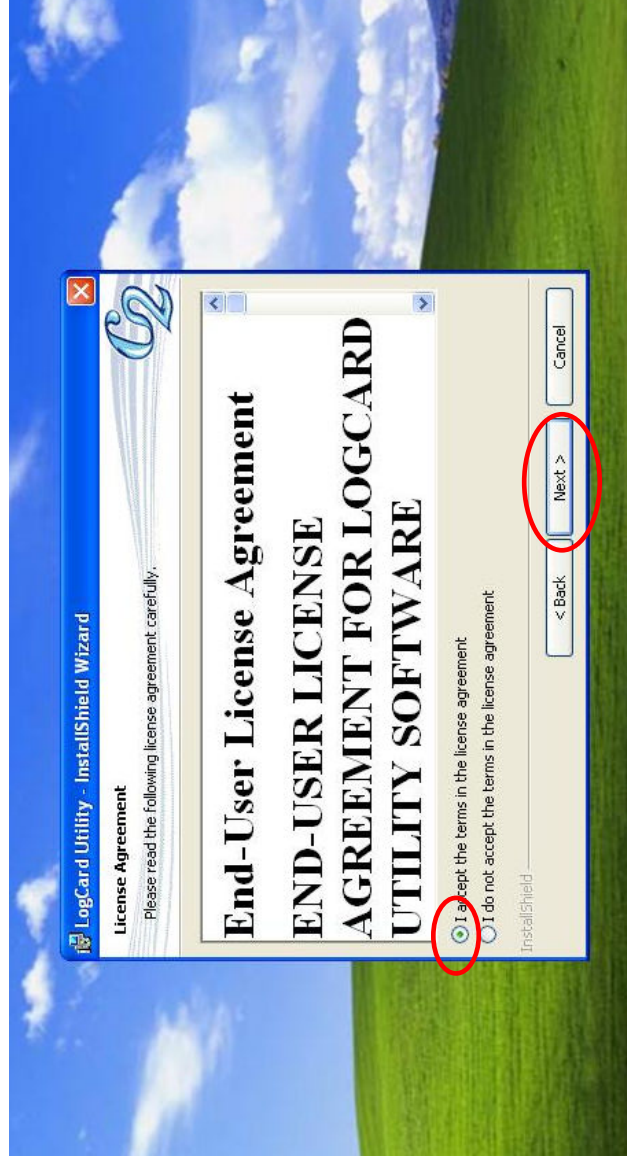 LogCard Utility - InstallShield Wizard
License Agreement
Please read the following license agreement carefully.
C2
End-User License Agreement
END-USER LICENSE
AGREEMENT FOR LOGCARD
UTILITY SOFTWARE
I accept the terms in the license agreement
I do not accept the terms in the license agreement
InstallShield
< Back
Next >
Cancel